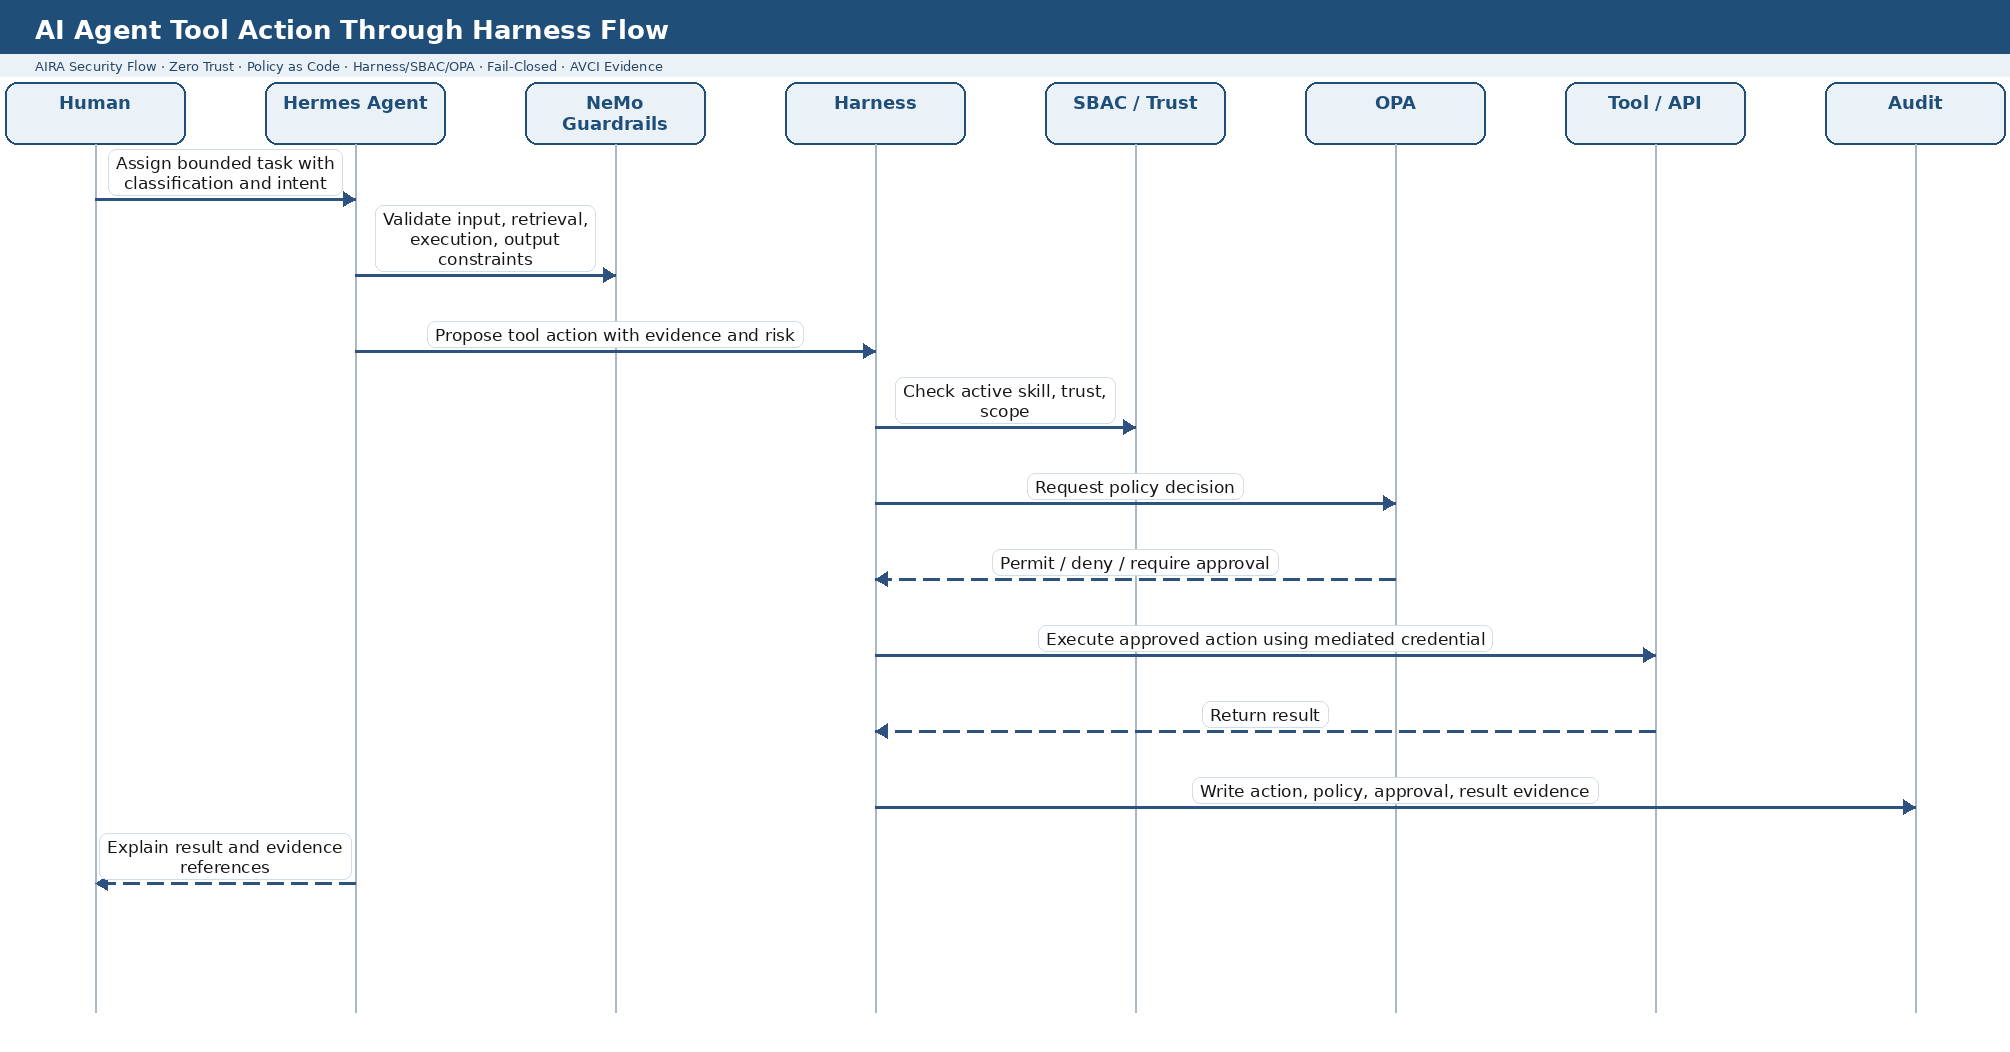 AI Agent Tool Action Through Harness Flow
AIRA Security Flow · Zero Trust · Policy as Code · Harness/SBAC/OPA · Fail-Closed · AVCI Evidence
Human
Hermes Agent
NeMo
Guardrails
Harness
SBAC / Trust
OPA
Tool / API
Audit
Assign bounded task with
classification and intent
Validate input, retrieval,
execution, output
constraints
Propose tool action with evidence and risk
Check active skill, trust,
scope
Request policy decision
Permit / deny / require approval
Execute approved action using mediated credential
Return result
Write action, policy, approval, result evidence
Explain result and evidence
references